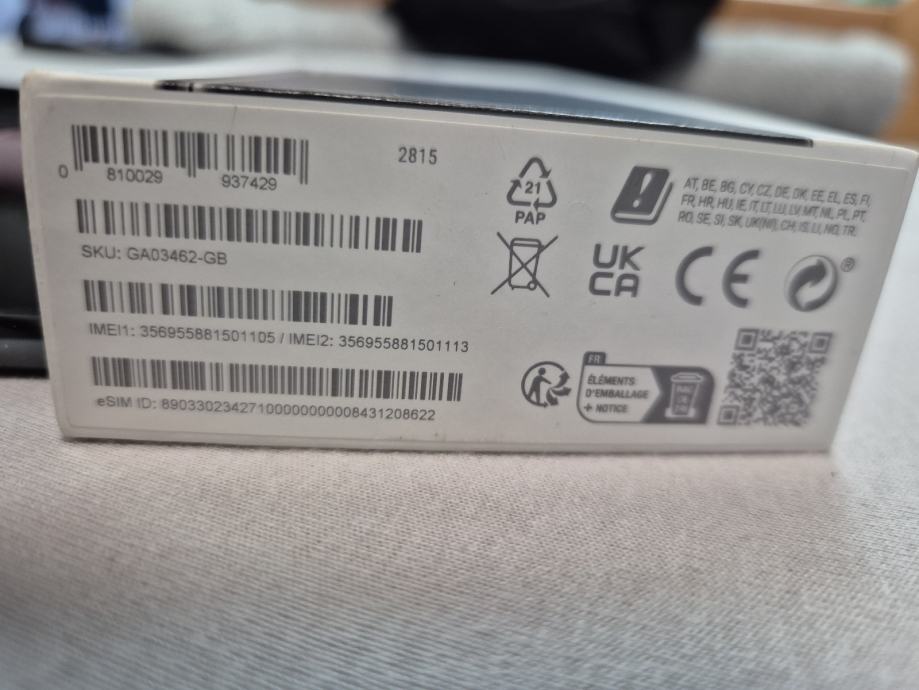 0 810029 937429
2815
SKU: GA03462-GB
IMEI1: 356955881501105 / IMEI2: 356955881501113
eSIM ID: 89033023427100000000008431208622
21
PAP
AT, BE, BG, CY, CZ, DE, DK, EE, EL, ES, FI,
FR, HR, HU, IE, IT, LT, LU, LV, MT, NL, PL, PT,
RO, SE, SI, SK, UK(NI), CH, IS, LI, NO, TR.
UK
CA
CE
®
FR
ÉLÉMENTS
D'EMBALLAGE
+ NOTICE